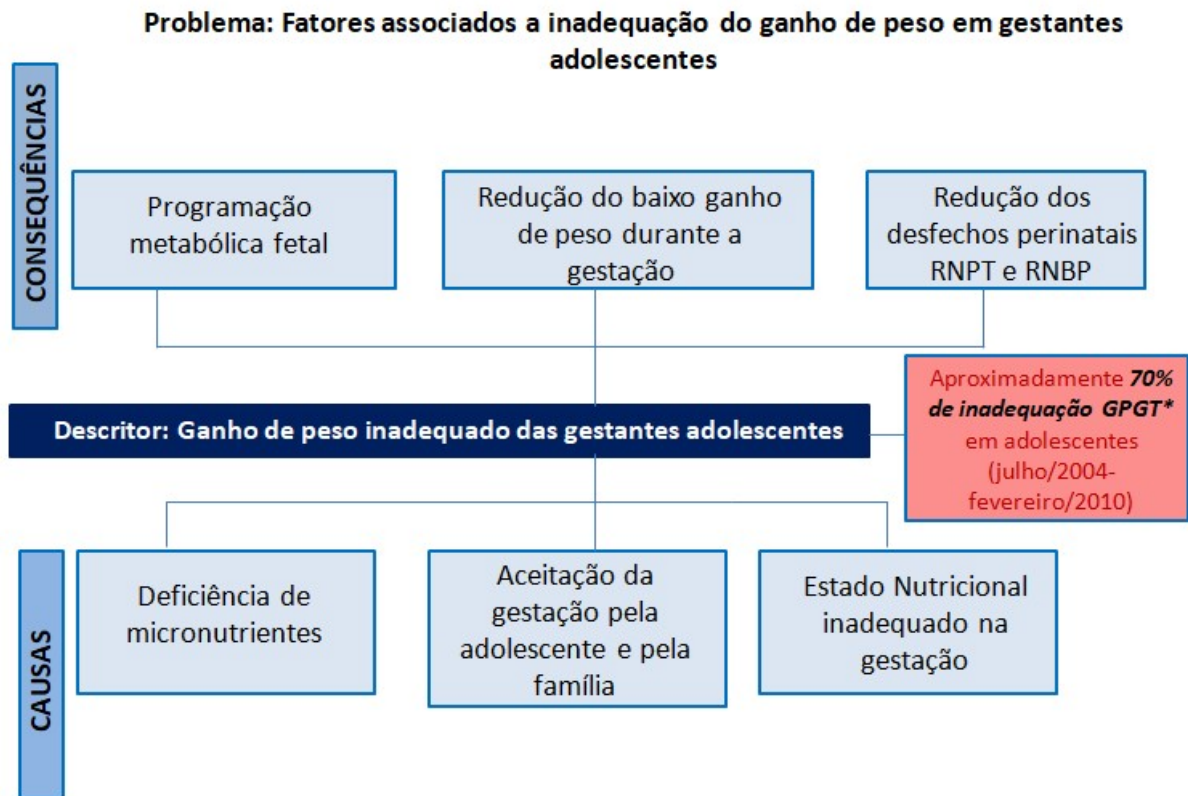 Problema: Fatores associados a inadequação do ganho de peso em gestantes
adolescentes
CONSEQUÊNCIAS
Programação
metabólica fetal
Redução do baixo ganho
de peso durante a
gestação
Redução dos
desfechos perinatais
RNPT e RNBP
Descritor: Ganho de peso inadequado das gestantes adolescentes
Aproximadamente 70%
de inadequação GPGT*
em adolescentes
(julho/2004-
fevereiro/2010)
CAUSAS
Deficiência de
micronutrientes
Aceitação da
gestação pela
adolescente e pela
família
Estado Nutricional
inadequado na
gestação